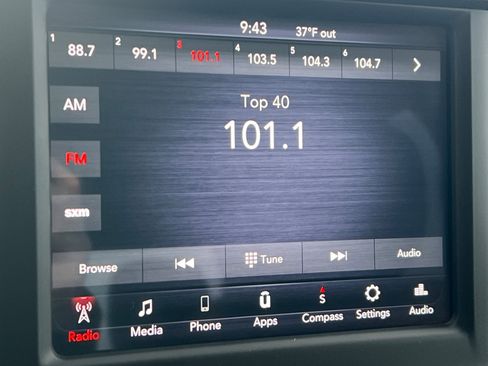 9:43 37°F out
1 88.7 2 99.1 3 101.1 4 103.5 5 104.3 6 104.7
AM
Top 40
101.1
FM
sxm
Browse Tune Audio
Radio Media Phone Apps S Compass Settings Audio